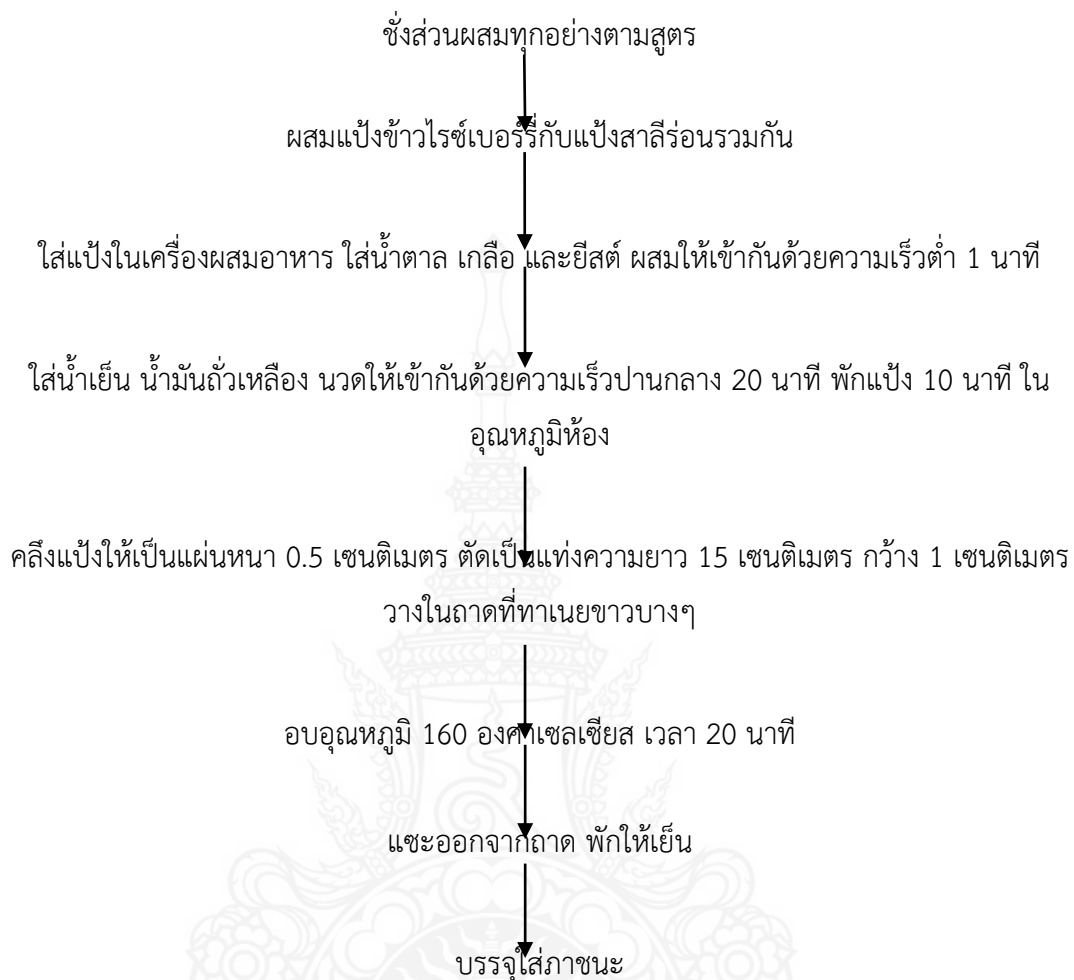 ชั่งส่วนผสมทุกอย่างตามสูตร
ผสมแป้งข้าวไรซ์เบอร์รี่กับแป้งสาลีร่อนรวมกัน
ใส่แป้งในเครื่องผสมอาหาร ใส่น้ำตาล เกลือ และยีสต์ ผสมให้เข้ากันด้วยความเร็วต่ำ 1 นาที
ใส่น้ำเย็น น้ำมันถั่วเหลือง นวดให้เข้ากันด้วยความเร็วปานกลาง 20 นาที พักแป้ง 10 นาที ใน
อุณหภูมิห้อง
คลึงแป้งให้เป็นแผ่นหนา 0.5 เซนติเมตร ตัดเป็นแท่งความยาว 15 เซนติเมตร กว้าง 1 เซนติเมตร
วางในถาดที่ทาเนยขาวบางๆ
อบอุณหภูมิ 160 องศาเซลเซียส เวลา 20 นาที
แซะออกจากถาด พักให้เย็น
บรรจุใส่ภาชนะ